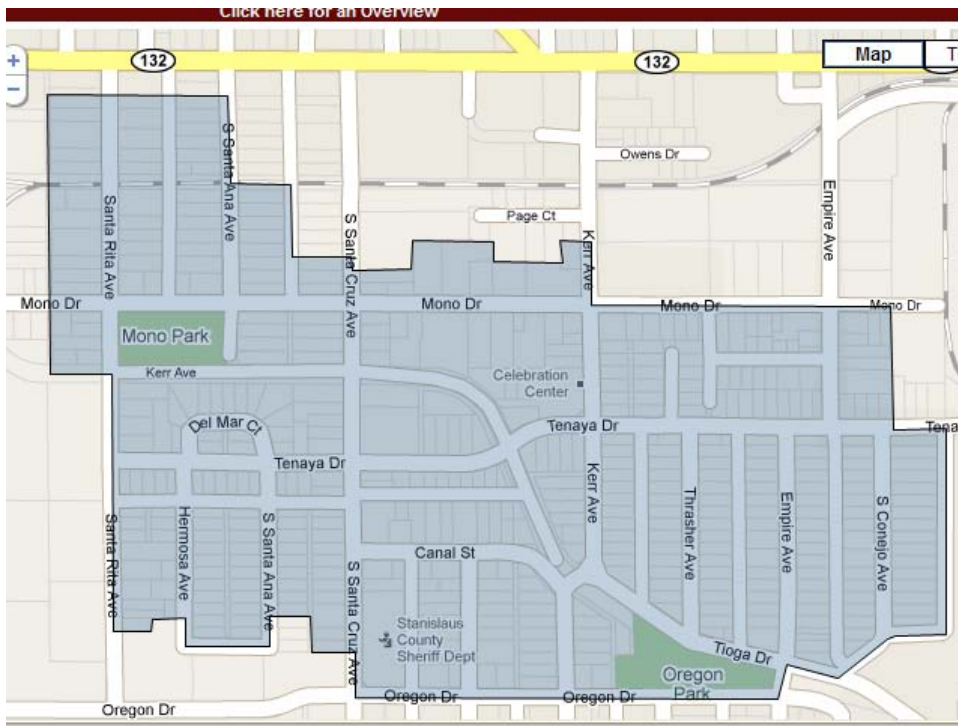 Click here for an Overview
+
−
132
132
Map
T
Owens Dr
Page Ct
S Santa Ana Ave
Santa Rita Ave
S Santa Cruz Ave
Kerr Ave
Empire Ave
Mono Dr
Mono Dr
Mono Dr
Mono Dr
Mono Park
Kerr Ave
Celebration
Center
Del Mar Ct
Tenaya Dr
Tena
Tenaya Dr
Kerr Ave
Thrasher Ave
Empire Ave
S Conejo Ave
Santa Rita Ave
Hermosa Ave
S Santa Ana Ave
S Santa Cruz Ave
Canal St
Stanislaus
County
Sheriff Dept
Tioga Dr
Oregon
Park
Oregon Dr
Oregon Dr
Oregon Dr